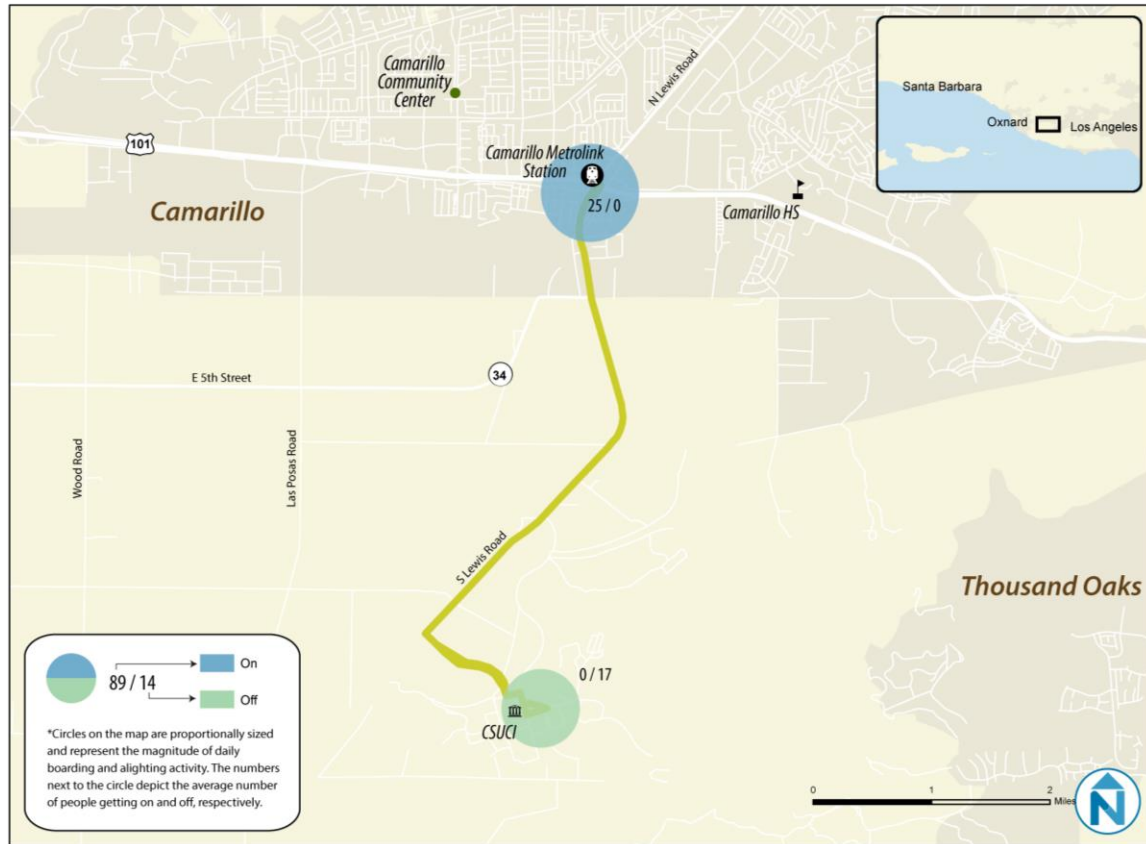 Camarillo
Community
Center
N Lewis Road
Santa Barbara
Oxnard
Los Angeles
101
Camarillo Metrolink
Station
25 / 0
Camarillo HS
Camarillo
E 5th Street
34
Wood Road
Las Posas Road
S Lewis Road
Thousand Oaks
0 / 17
CSUCI
89 / 14
On
Off
*Circles on the map are proportionally sized
and represent the magnitude of daily
boarding and alighting activity. The numbers
next to the circle depict the average number
of people getting on and off, respectively.
0 1 2
Miles
N